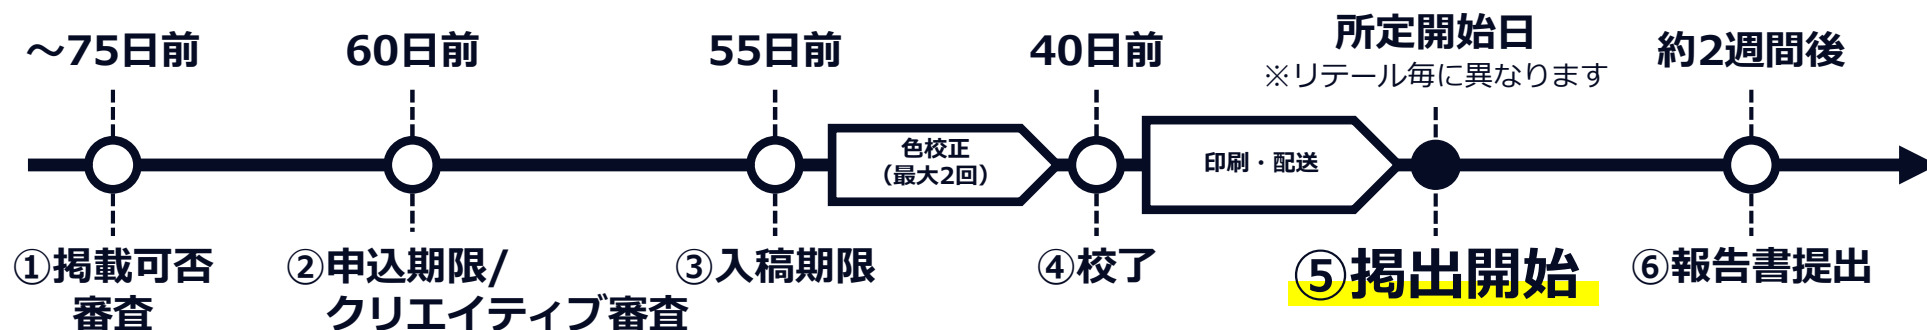 ～75日前
60日前
55日前
40日前
所定開始日
※リテール毎に異なります
約2週間後
色校正
（最大2回）
印刷・配送
①掲載可否
審査
②申込期限/
クリエイティブ審査
③入稿期限
④校了
⑤掲出開始
⑥報告書提出